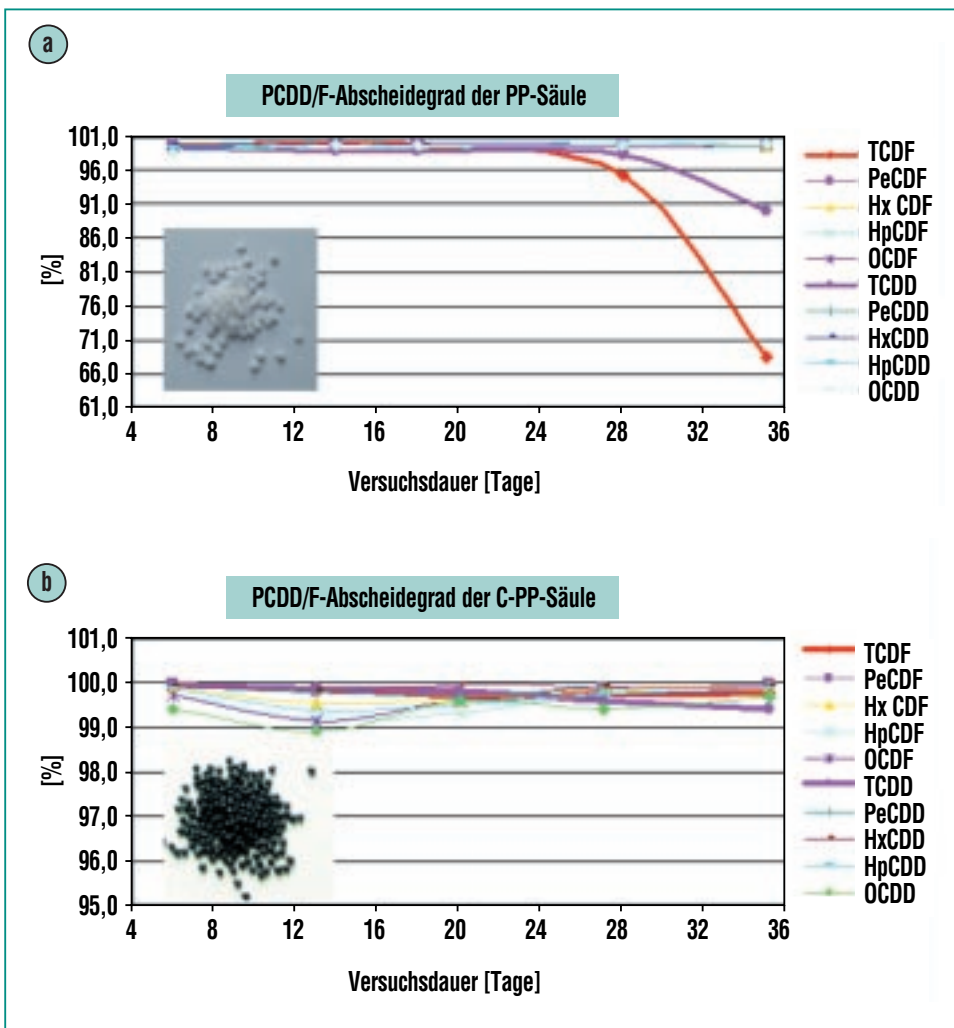 a
PCDD/F-Abscheidegrad der PP-Säule
101,0
96,0
91,0
86,0
81,0
76,0
71,0
66,0
61,0
[%]
4 8 12 16 20 24 28 32 36
Versuchsdauer [Tage]
TCDF
PeCDF
Hx CDF
HpCDF
OCDF
TCDD
PeCDD
HxCDD
HpCDD
OCDD
b
PCDD/F-Abscheidegrad der C-PP-Säule
101,0
100,0
99,0
98,0
97,0
96,0
95,0
[%]
4 8 12 16 20 24 28 32 36
Versuchsdauer [Tage]
TCDF
PeCDF
Hx CDF
HpCDF
OCDF
TCDD
PeCDD
HxCDD
HpCDD
OCDD